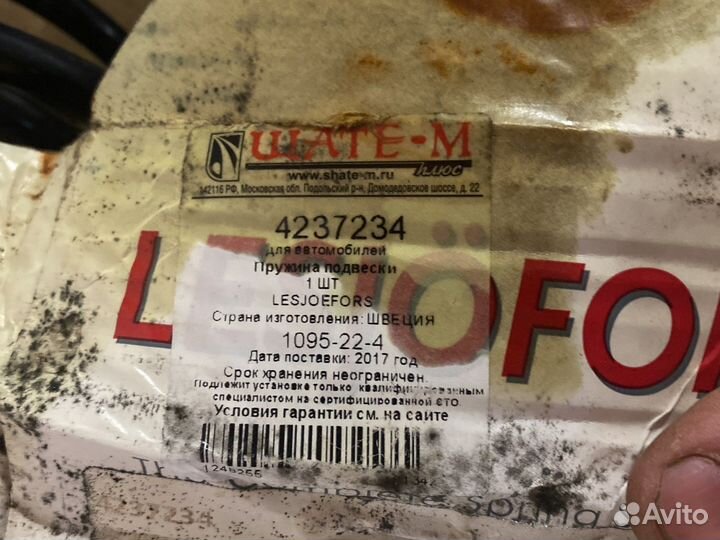 ШАТЕ-М
плюс
www.shate-m.ru
142116 РФ, Московская обл. Подольский р-н, Домодедовское шоссе, д. 22
4237234
для автомобилей
Пружина подвески
1 ШТ
LESJOEFORS
Страна изготовления: ШВЕЦИЯ
1095-22-4
Дата поставки: 2017 год
Срок хранения неограничен.
Подлежит установке только квалифицированным
специалистом на сертифицированной СТО
Условия гарантии см. на сайте
spring
4237234
Avito